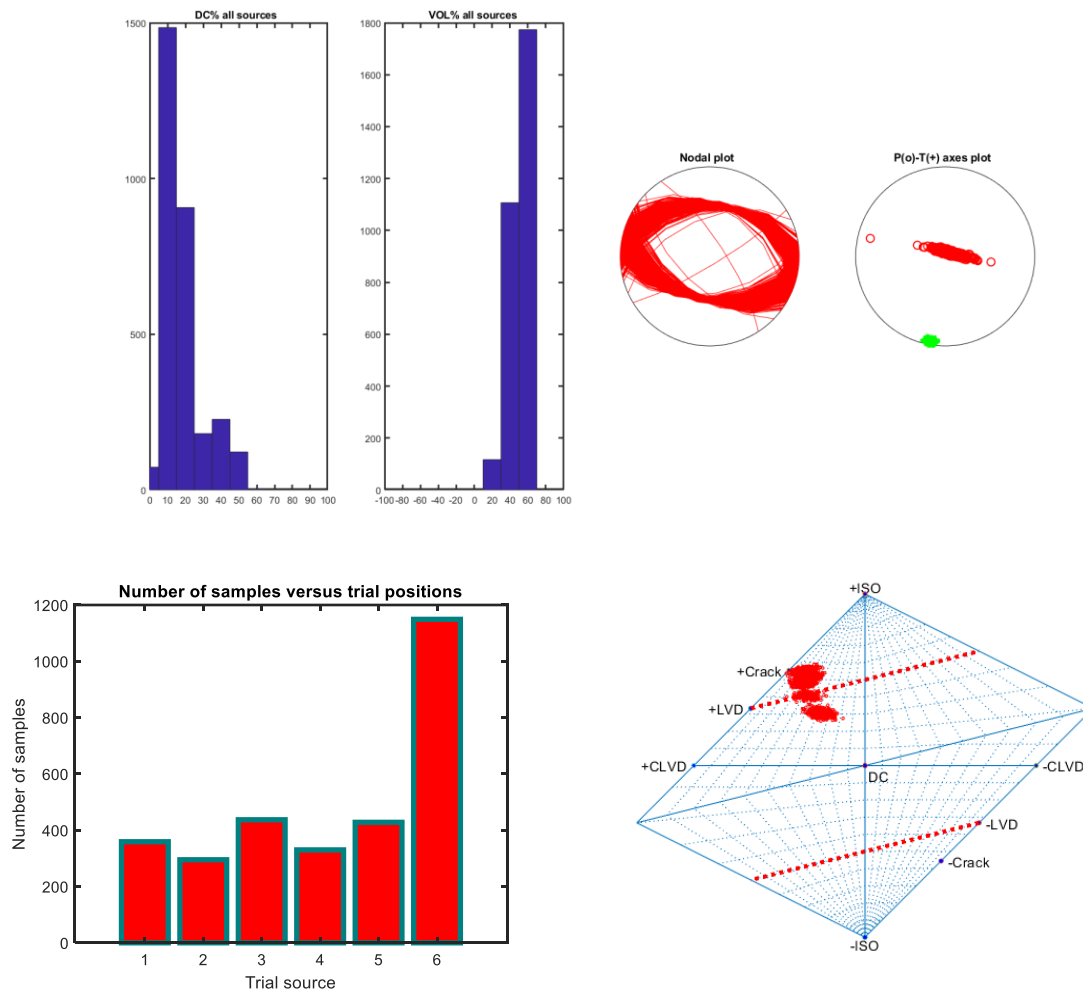 DC% all sources
1500
1000
500
0
0 10 20 30 40 50 60 70 80 90 100
VOL% all sources
1800
1600
1400
1200
1000
800
600
400
200
0
-100 -80 -60 -40 -20 0 20 40 60 80 100
Nodal plot
P(o)-T(+) axes plot
Number of samples versus trial positions
Number of samples
1200
1000
800
600
400
200
0
1 2 3 4 5 6
Trial source
+ISO
+Crack
+LVD
+CLVD
DC
-CLVD
-LVD
-Crack
-ISO